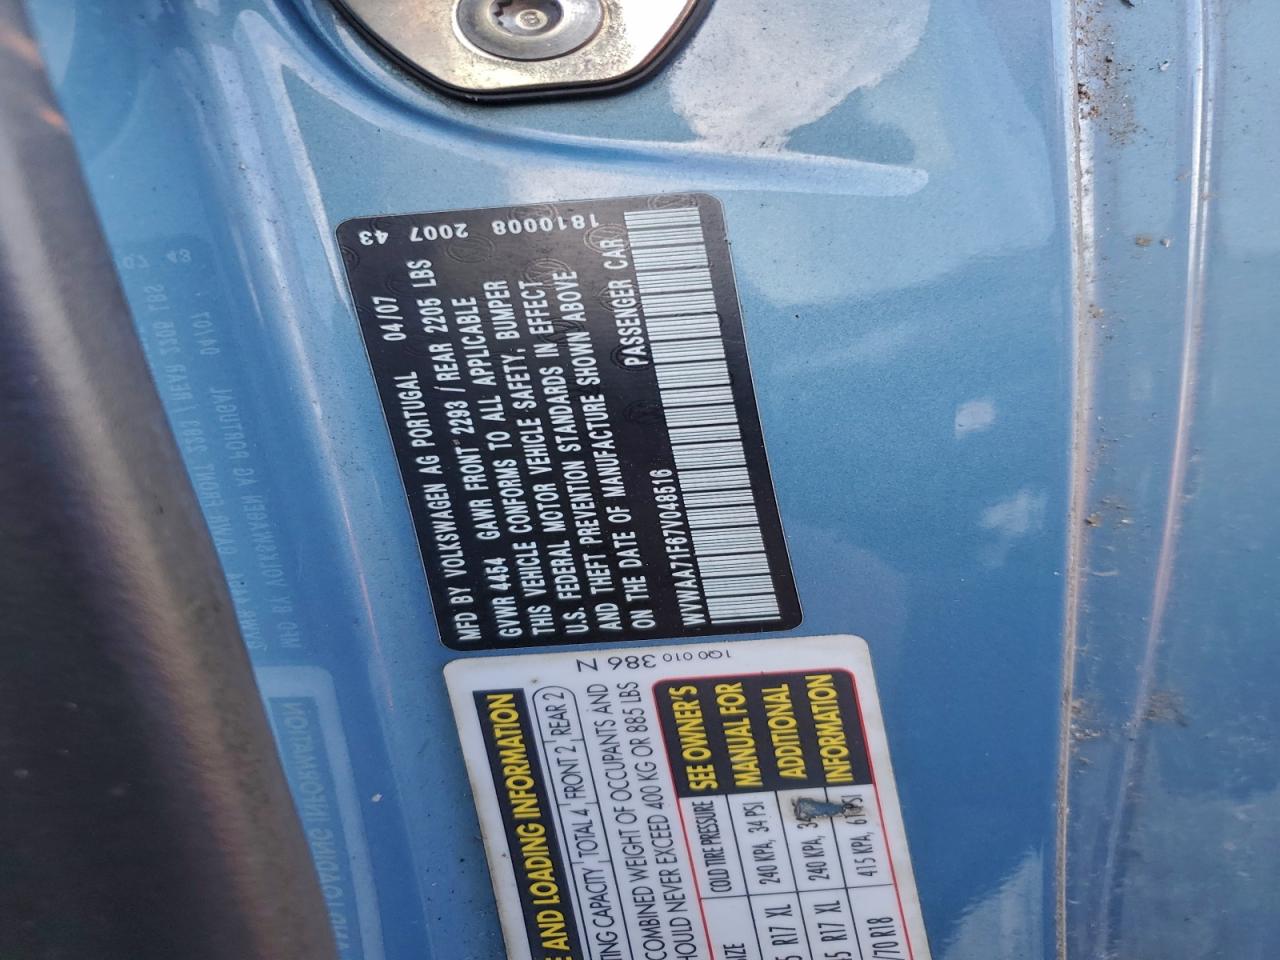 MFD BY VOLKSWAGEN AG PORTUGAL 04/07
GVWR 4454 GAWR FRONT 2293 / REAR 2205 LBS
THIS VEHICLE CONFORMS TO ALL APPLICABLE
U.S. FEDERAL MOTOR VEHICLE SAFETY, BUMPER
AND THEFT PREVENTION STANDARDS IN EFFECT
ON THE DATE OF MANUFACTURE SHOWN ABOVE
PASSENGER CAR
WVWAA71F67V048516
43
2007
1810008
Z
1Q0 010 386
AND LOADING INFORMATION
CAPACITY TOTAL 4 FRONT 2 REAR 2
COMBINED WEIGHT OF OCCUPANTS AND
NEVER EXCEED 400 KG OR 885 LBS
COLD TIRE PRESSURE
R17 XL 240 KPA, 34 PSI
R17 XL 240 KPA,
/70 R18 415 KPA,
SEE OWNER'S
MANUAL FOR
ADDITIONAL
INFORMATION